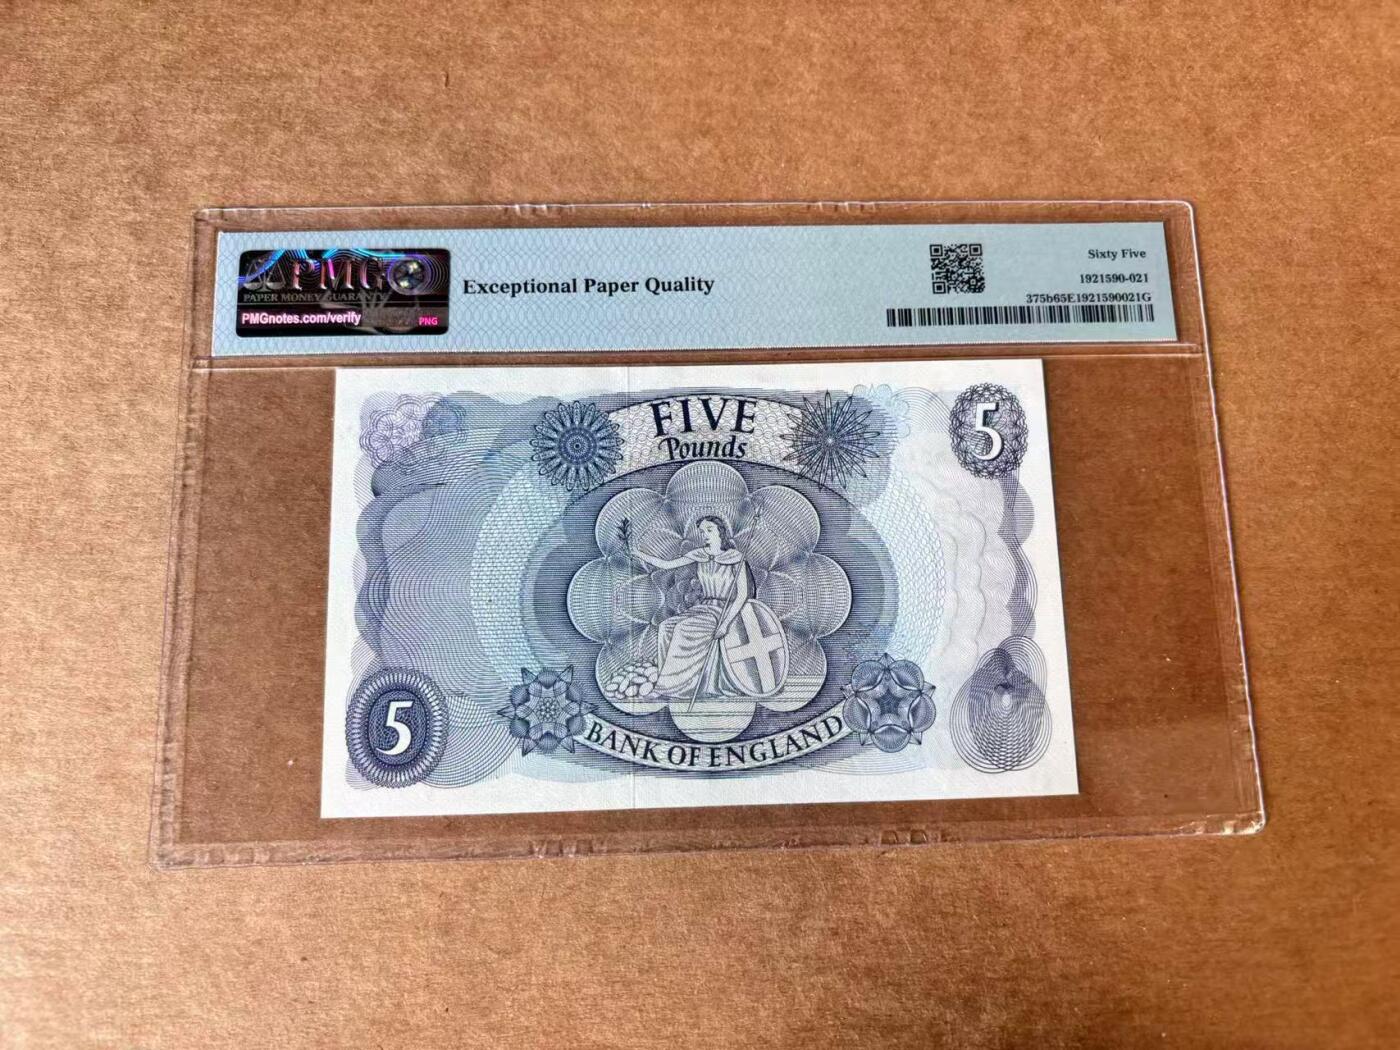 PMG
PAPER MONEY GUARANTY
PMGnotes.com/verify
PNG
Exceptional Paper Quality
Sixty Five
1921590-021
375b65E1921590021G
FIVE
Pounds
5
5
BANK OF ENGLAND